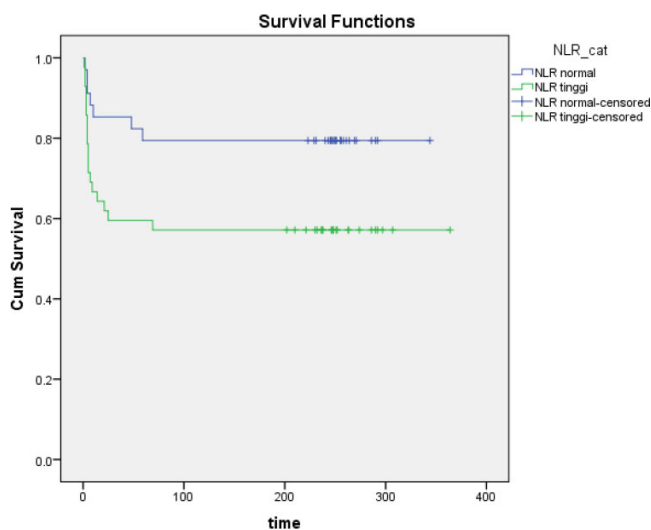 Survival Functions
NLR_cat
NLR normal
NLR tinggi
NLR normal-censored
NLR tinggi-censored
Cum Survival
1.0
0.8
0.6
0.4
0.2
0.0
0
100
200
300
400
time